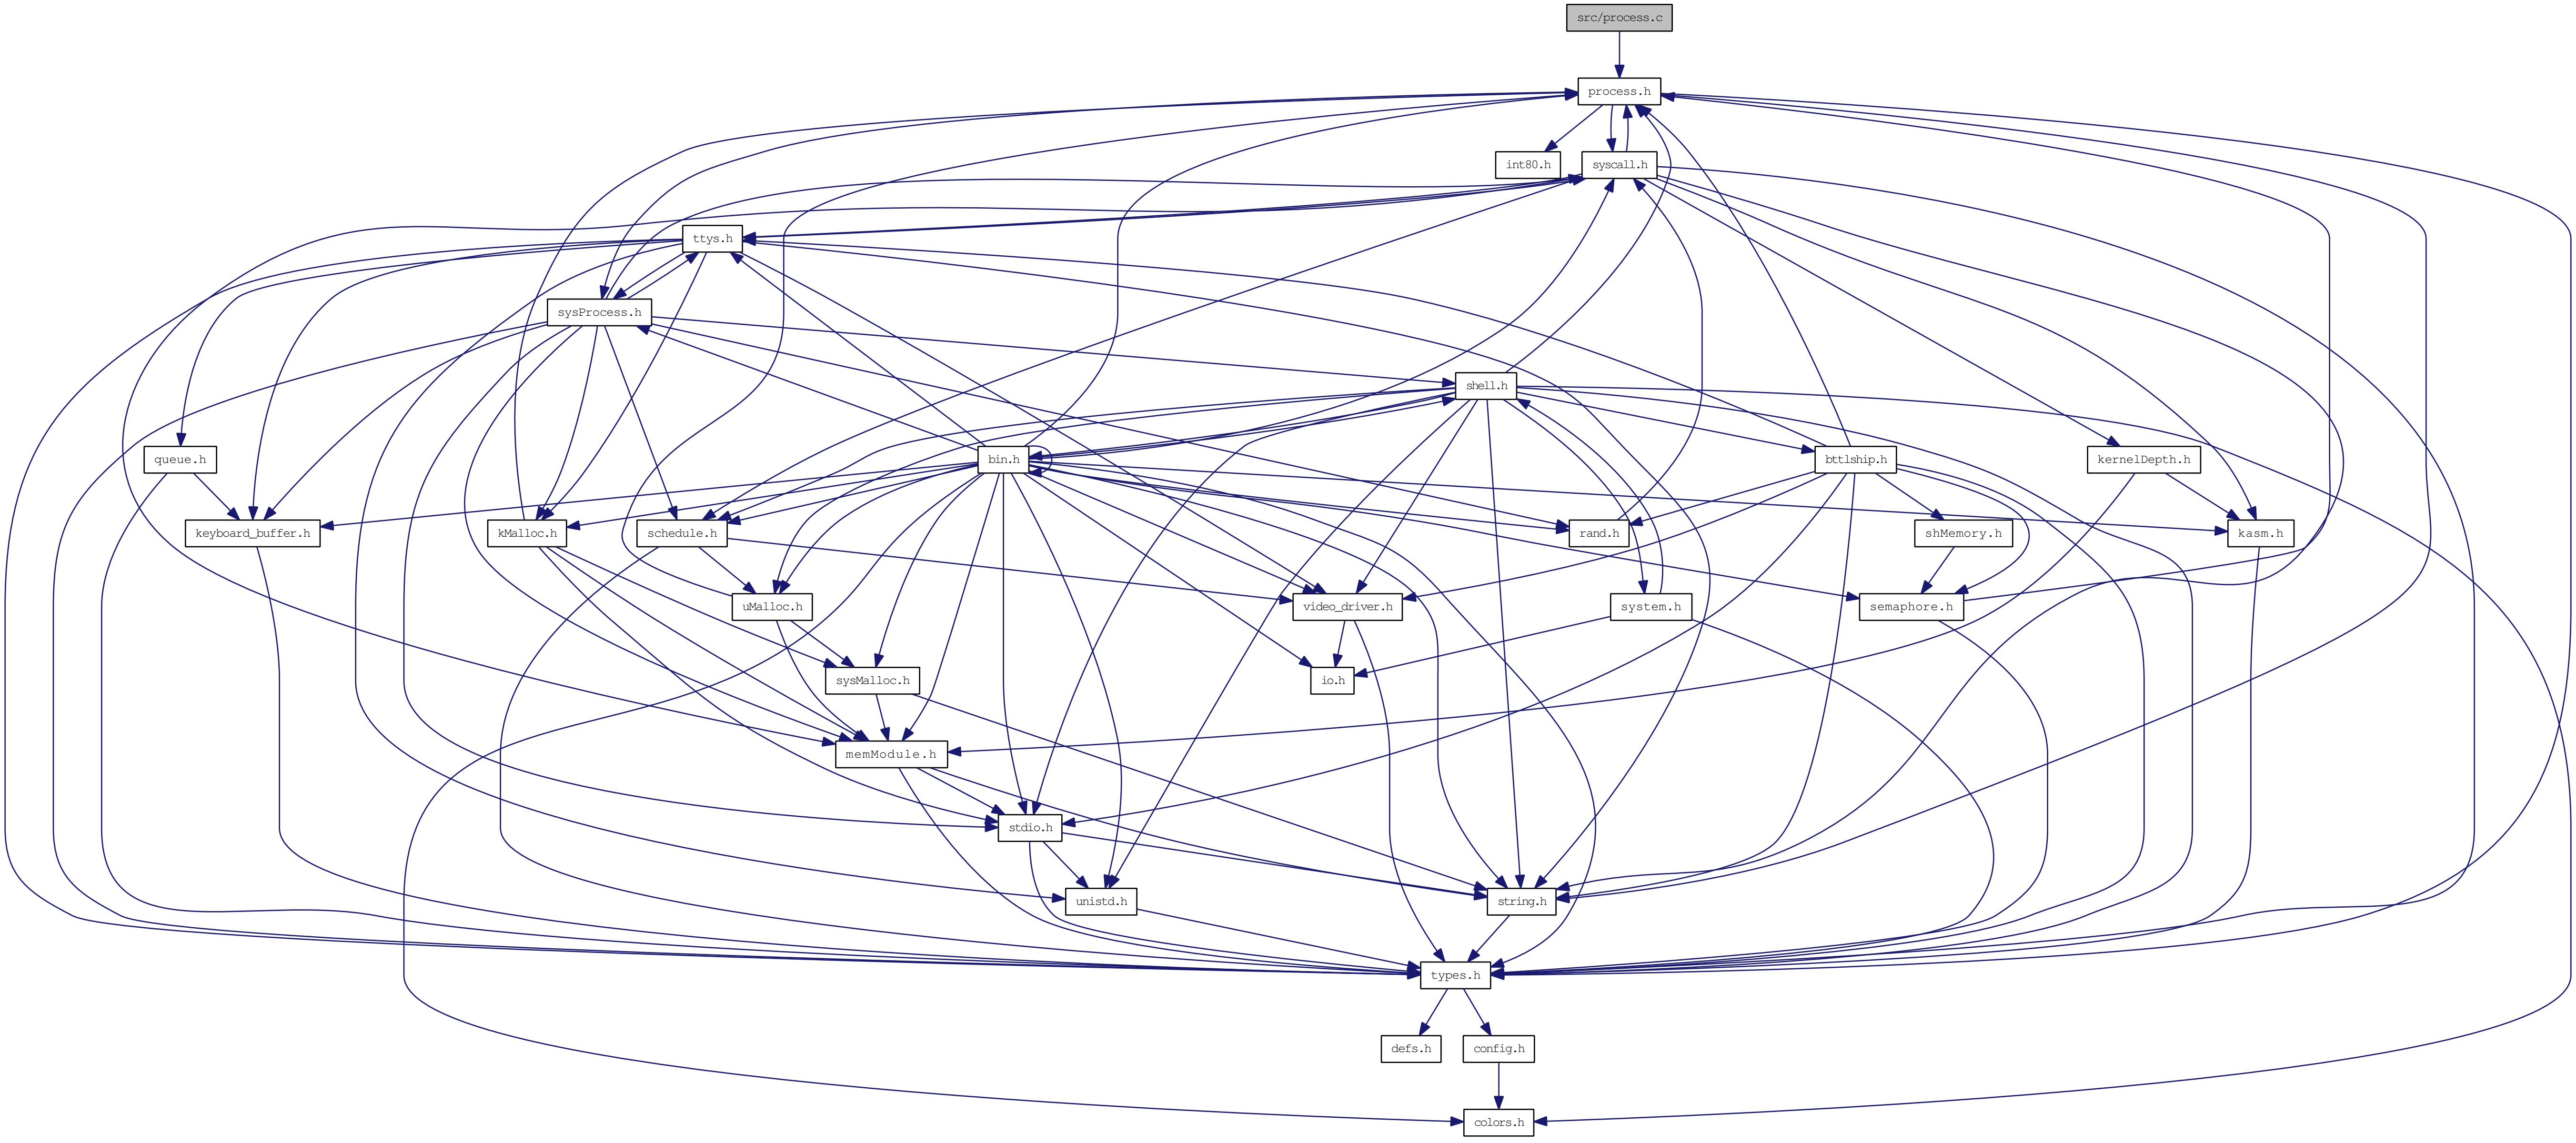 src/process.c
process.h
int80.h
syscall.h
ttys.h
sysProcess.h
shell.h
queue.h
bin.h
bttlship.h
kernelDepth.h
keyboard_buffer.h
kMalloc.h
schedule.h
rand.h
shMemory.h
kasm.h
uMalloc.h
video_driver.h
system.h
semaphore.h
sysMalloc.h
io.h
memModule.h
stdio.h
unistd.h
string.h
types.h
defs.h
config.h
colors.h